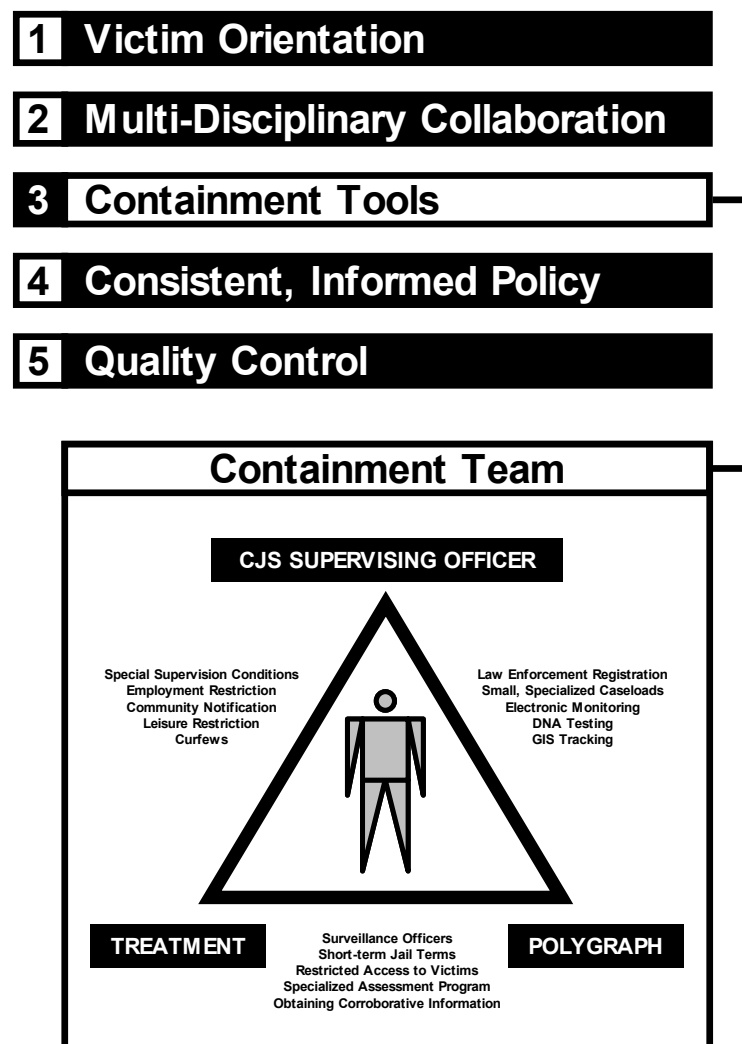 1 Victim Orientation
2 Multi-Disciplinary Collaboration
3 Containment Tools
4 Consistent, Informed Policy
5 Quality Control
Containment Team
CJS SUPERVISING OFFICER
Special Supervision Conditions
Employment Restriction
Community Notification
Leisure Restriction
Curfews
Law Enforcement Registration
Small, Specialized Caseloads
Electronic Monitoring
DNA Testing
GIS Tracking
TREATMENT
Surveillance Officers
Short-term Jail Terms
Restricted Access to Victims
Specialized Assessment Program
Obtaining Corroborative Information
POLYGRAPH